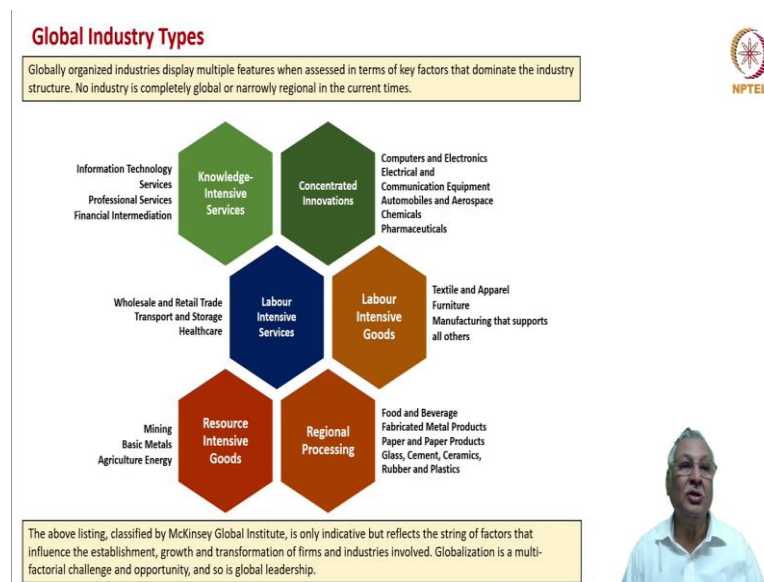 Global Industry Types
NPTEL
Globally organized industries display multiple features when assessed in terms of key factors that dominate the industry
structure. No industry is completely global or narrowly regional in the current times.
Information Technology
Services
Professional Services
Financial Intermediation
Knowledge-
Intensive
Services
Concentrated
Innovations
Computers and Electronics
Electrical and
Communication Equipment
Automobiles and Aerospace
Chemicals
Pharmaceuticals
Wholesale and Retail Trade
Transport and Storage
Healthcare
Labour
Intensive
Services
Labour
Intensive
Goods
Textile and Apparel
Furniture
Manufacturing that supports
all others
Mining
Basic Metals
Agriculture Energy
Resource
Intensive
Goods
Regional
Processing
Food and Beverage
Fabricated Metal Products
Paper and Paper Products
Glass, Cement, Ceramics,
Rubber and Plastics
The above listing, classified by McKinsey Global Institute, is only indicative but reflects the string of factors that
influence the establishment, growth and transformation of firms and industries involved. Globalization is a multi-
factorial challenge and opportunity, and so is global leadership.